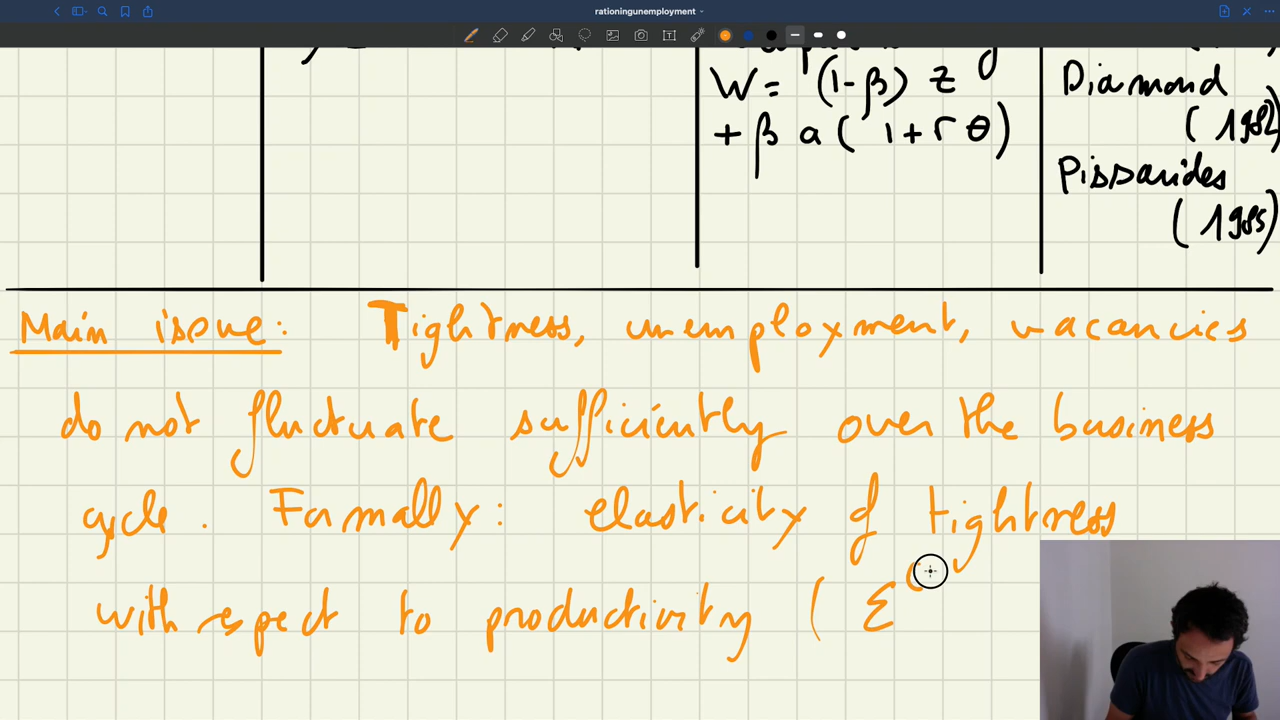 rationingunemployment
W = (1-β) z
+ β a ( 1 + r θ )
Diamond
(1982
Pissarides
(1985)
Main issue: Tightness, unemployment, vacancies
do not fluctuate sufficiently over the business
cycle. Formally: elasticity of tightness
with respect to productivity ( ε